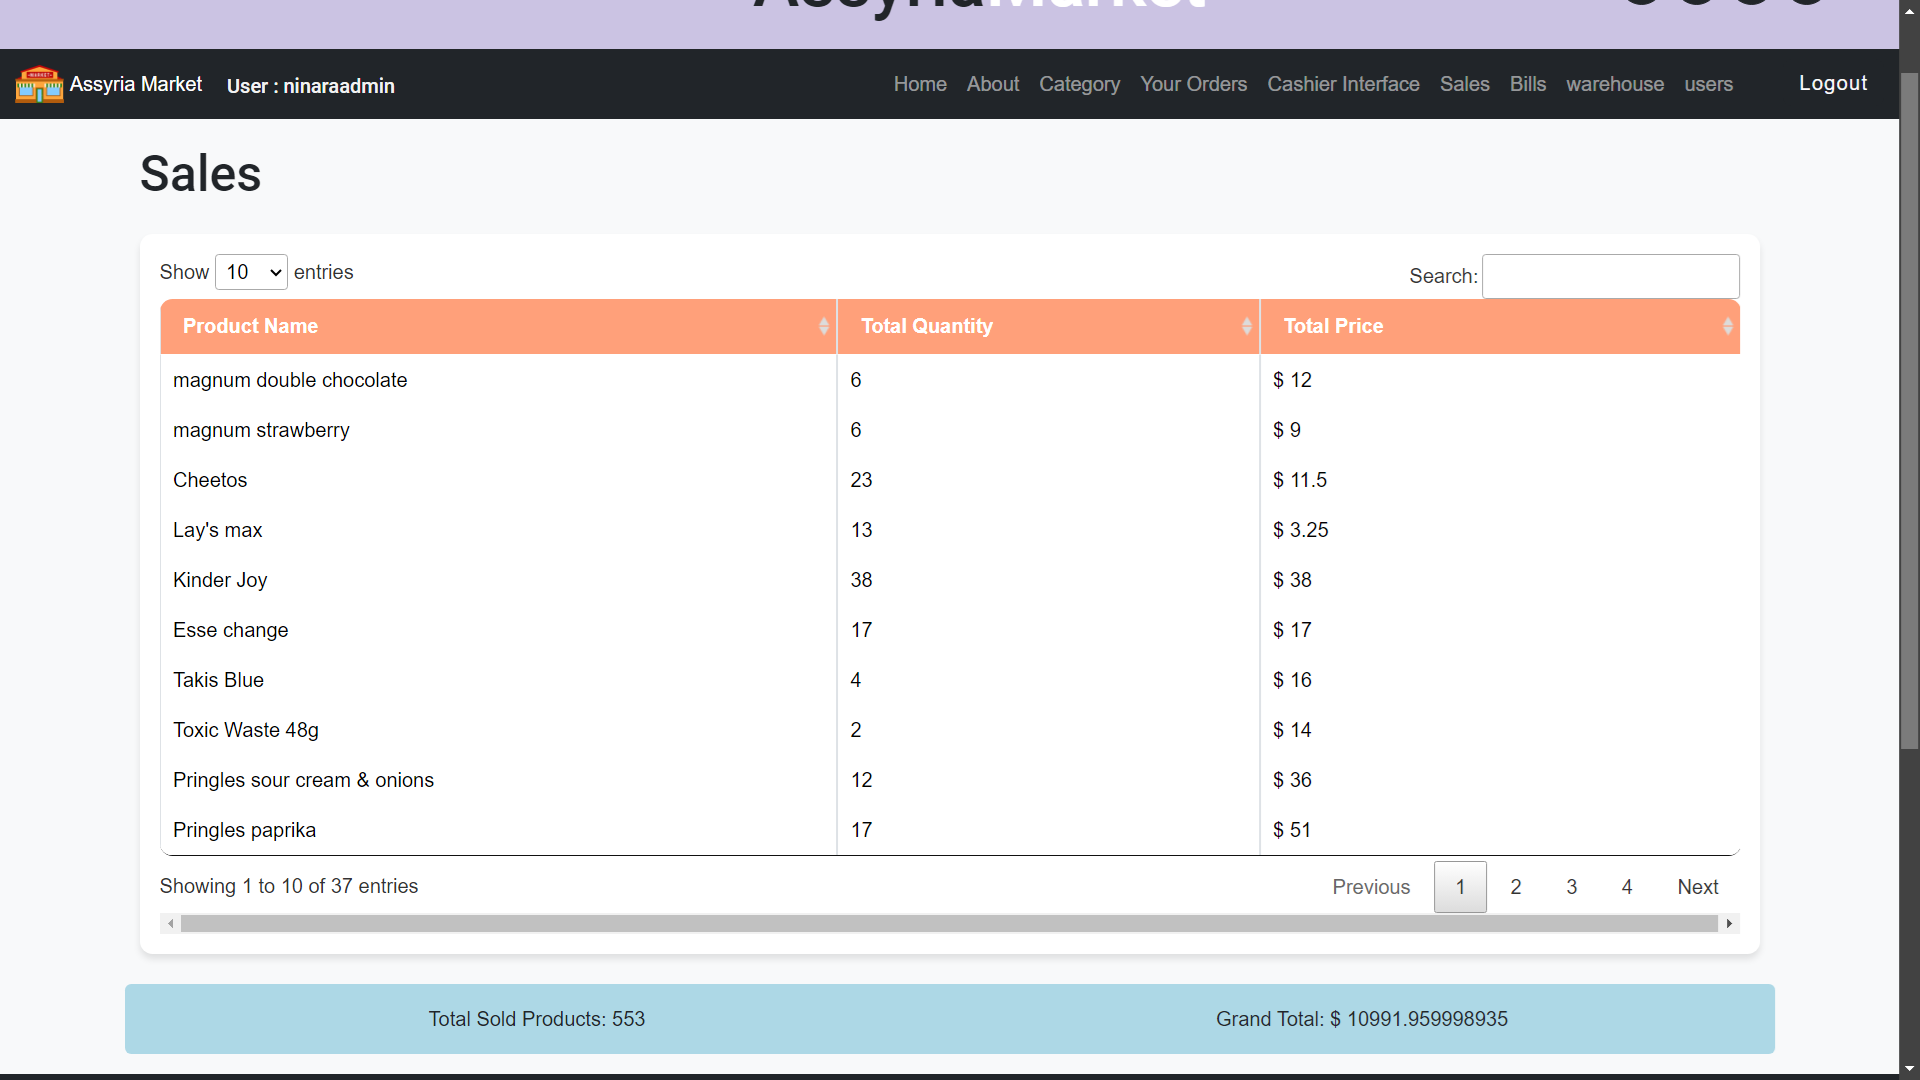 AssyriaMarket
Assyria Market User : ninaraadmin Home About Category Your Orders Cashier Interface Sales Bills warehouse users Logout
Sales
Show 10 entries Search:
Product Name Total Quantity Total Price
magnum double chocolate 6 $ 12
magnum strawberry 6 $ 9
Cheetos 23 $ 11.5
Lay's max 13 $ 3.25
Kinder Joy 38 $ 38
Esse change 17 $ 17
Takis Blue 4 $ 16
Toxic Waste 48g 2 $ 14
Pringles sour cream & onions 12 $ 36
Pringles paprika 17 $ 51
Showing 1 to 10 of 37 entries Previous 1 2 3 4 Next
Total Sold Products: 553 Grand Total: $ 10991.959998935